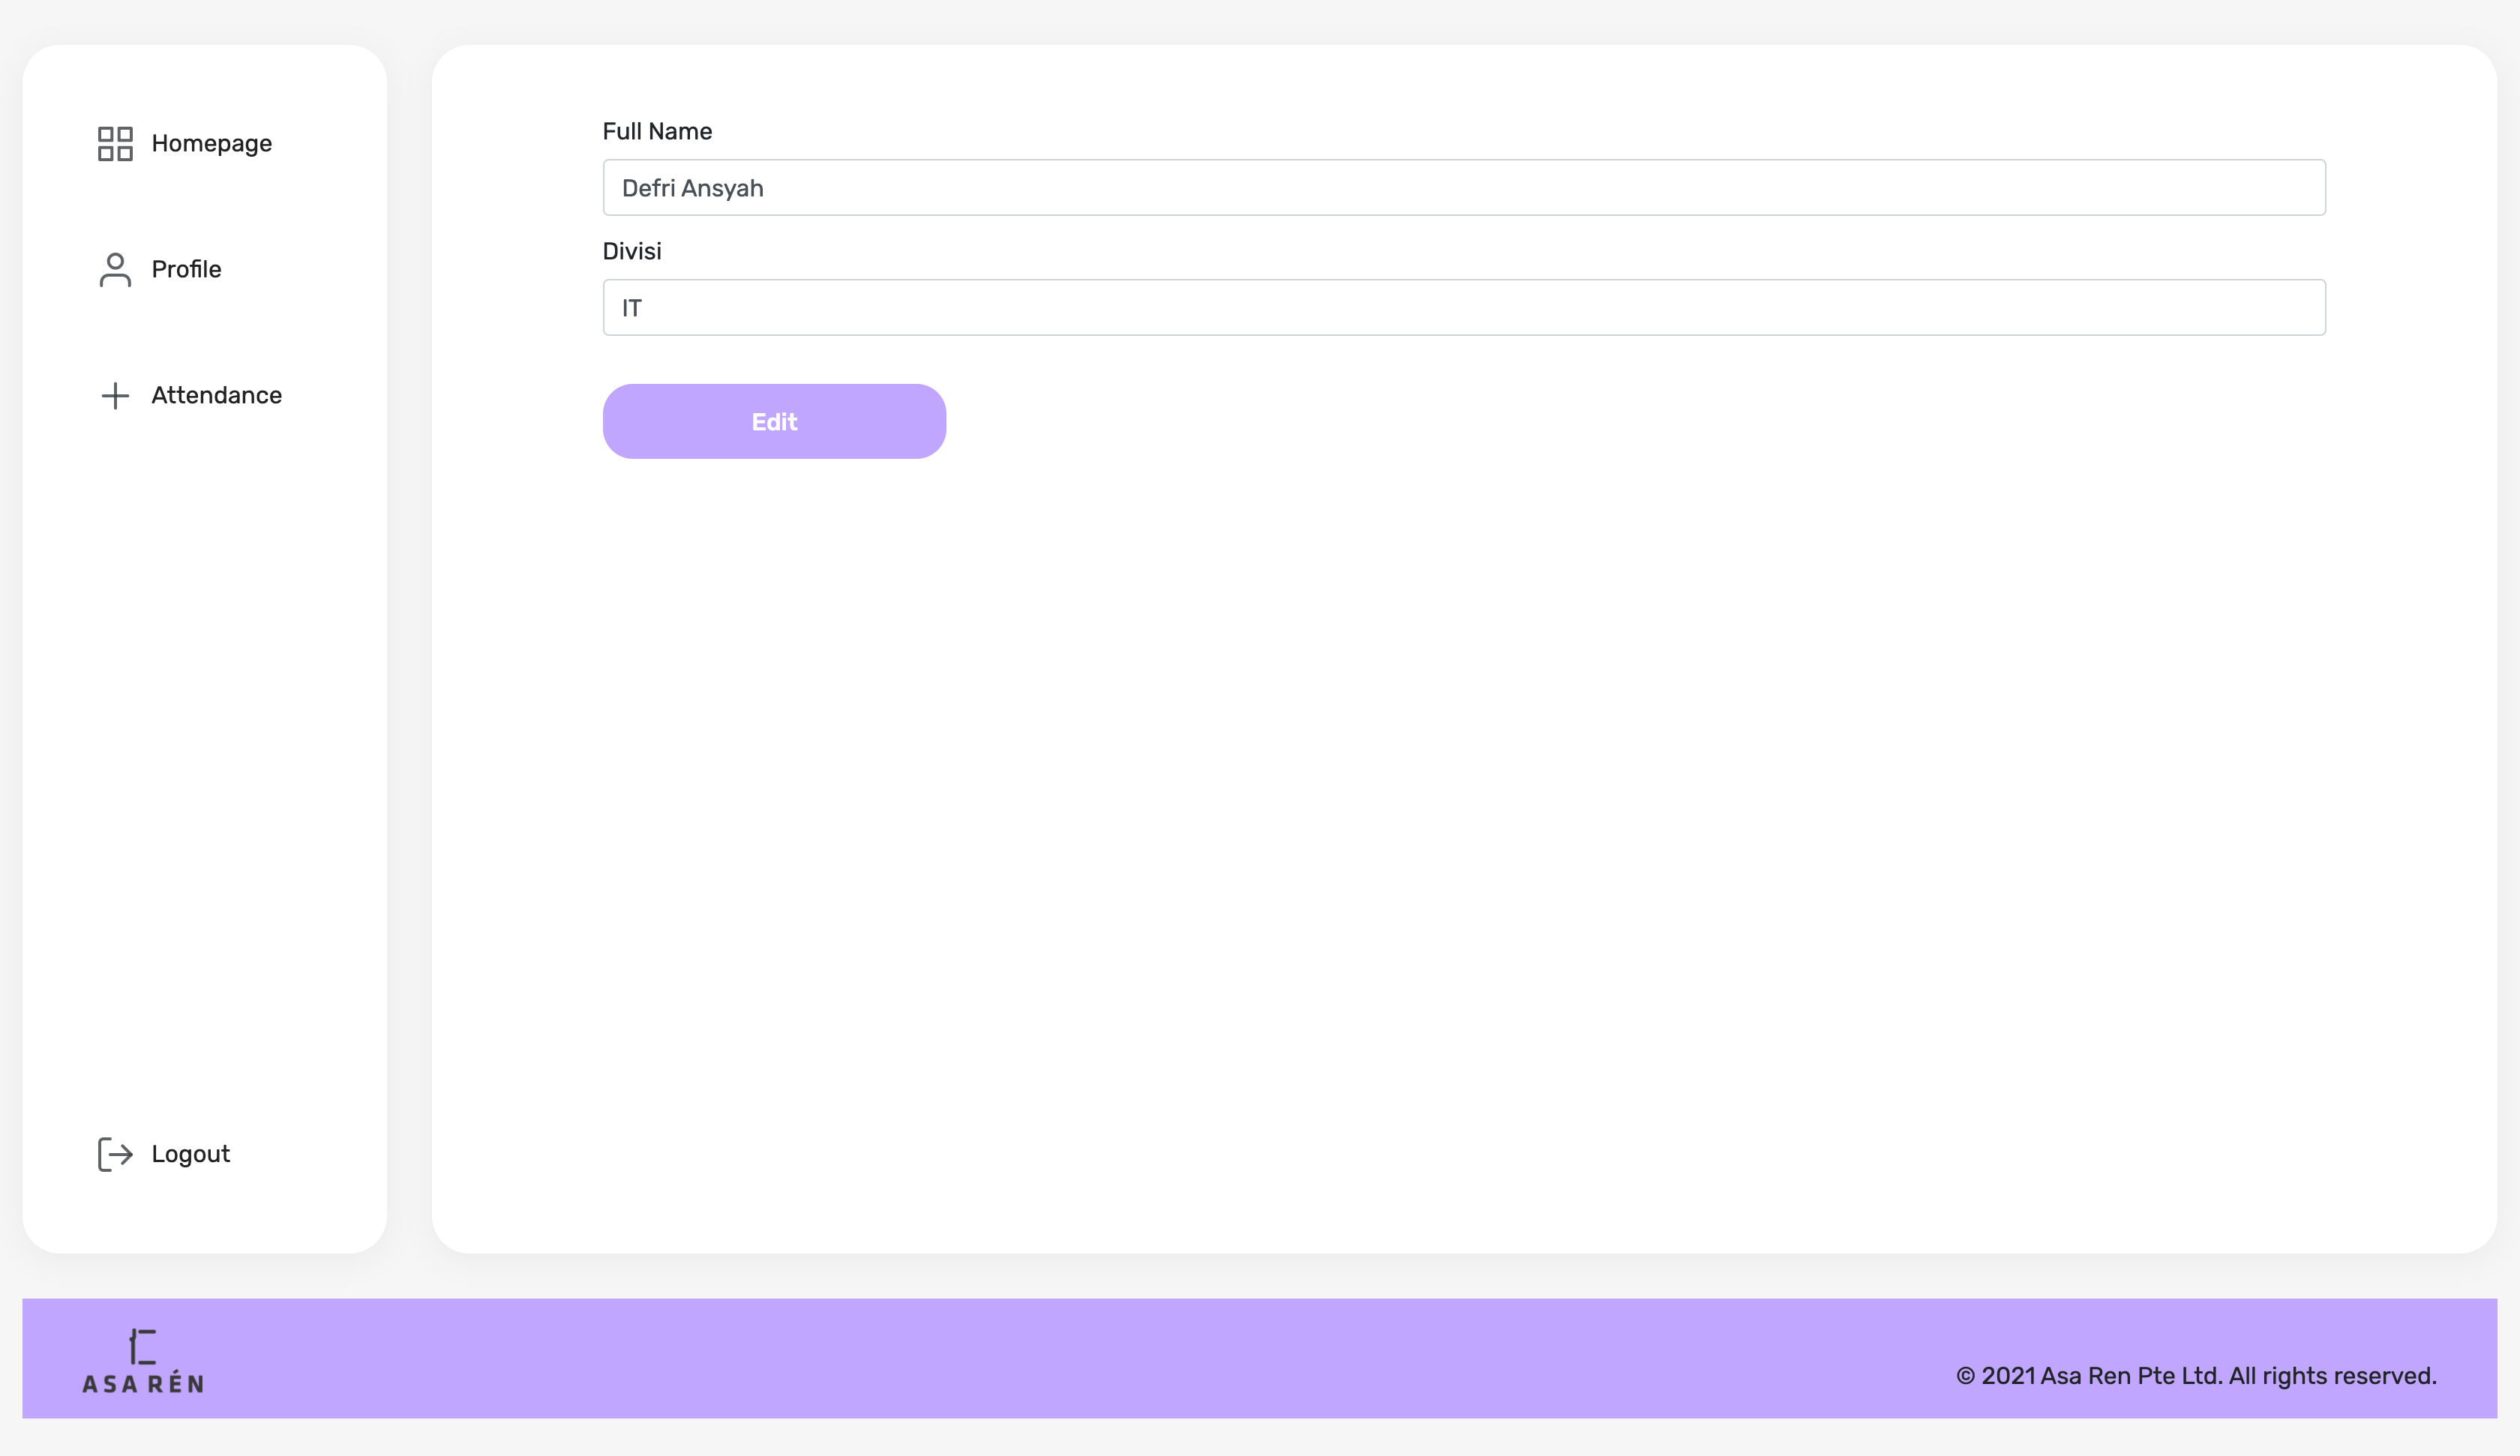 Homepage
Profile
Attendance
Logout
Full Name
Defri Ansyah
Divisi
IT
Edit
ASA RÉN
© 2021 Asa Ren Pte Ltd. All rights reserved.